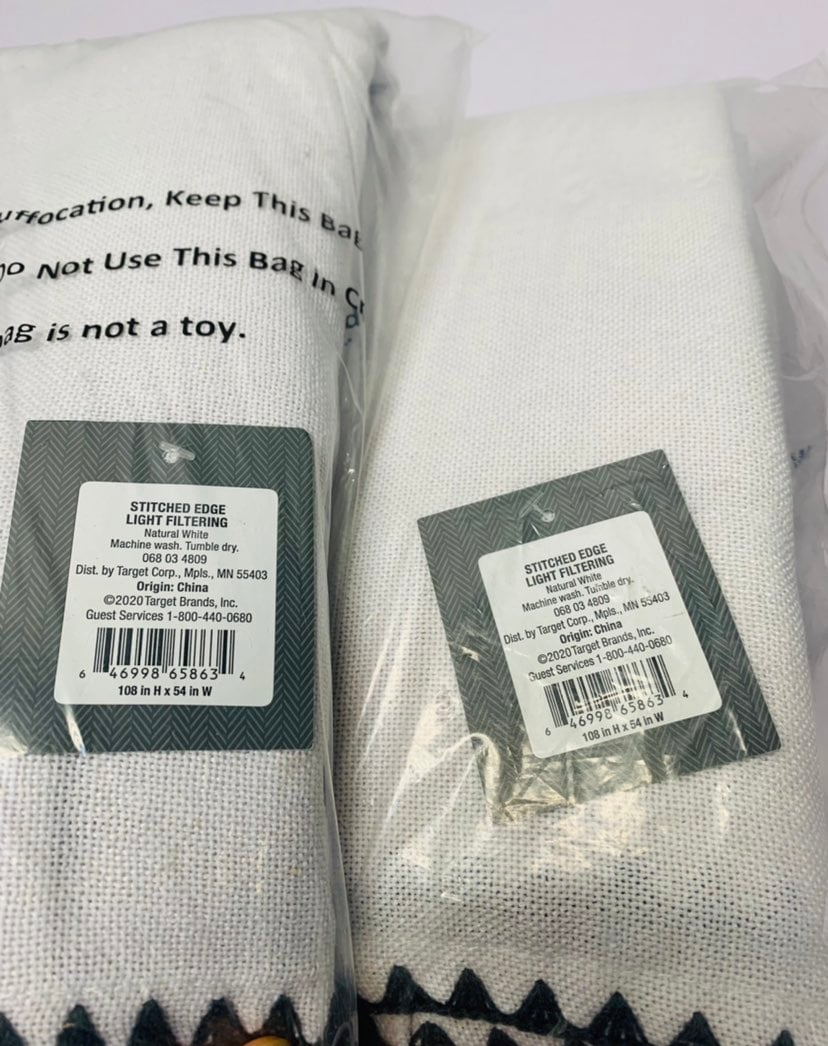 uffocation, Keep This Bag
Do Not Use This Bag in Cr
bag is not a toy.
STITCHED EDGE
LIGHT FILTERING
Natural White
Machine wash. Tumble dry.
068 03 4809
Dist. by Target Corp., Mpls., MN 55403
Origin: China
©2020 Target Brands, Inc.
Guest Services 1-800-440-0680
6 46998 65863 4
108 in H x 54 in W
STITCHED EDGE
LIGHT FILTERING
Natural White
Machine wash. Tumble dry.
068 03 4809
Dist. by Target Corp., Mpls., MN 55403
Origin: China
©2020 Target Brands, Inc.
Guest Services 1-800-440-0680
6 46998 65863 4
108 in H x 54 in W